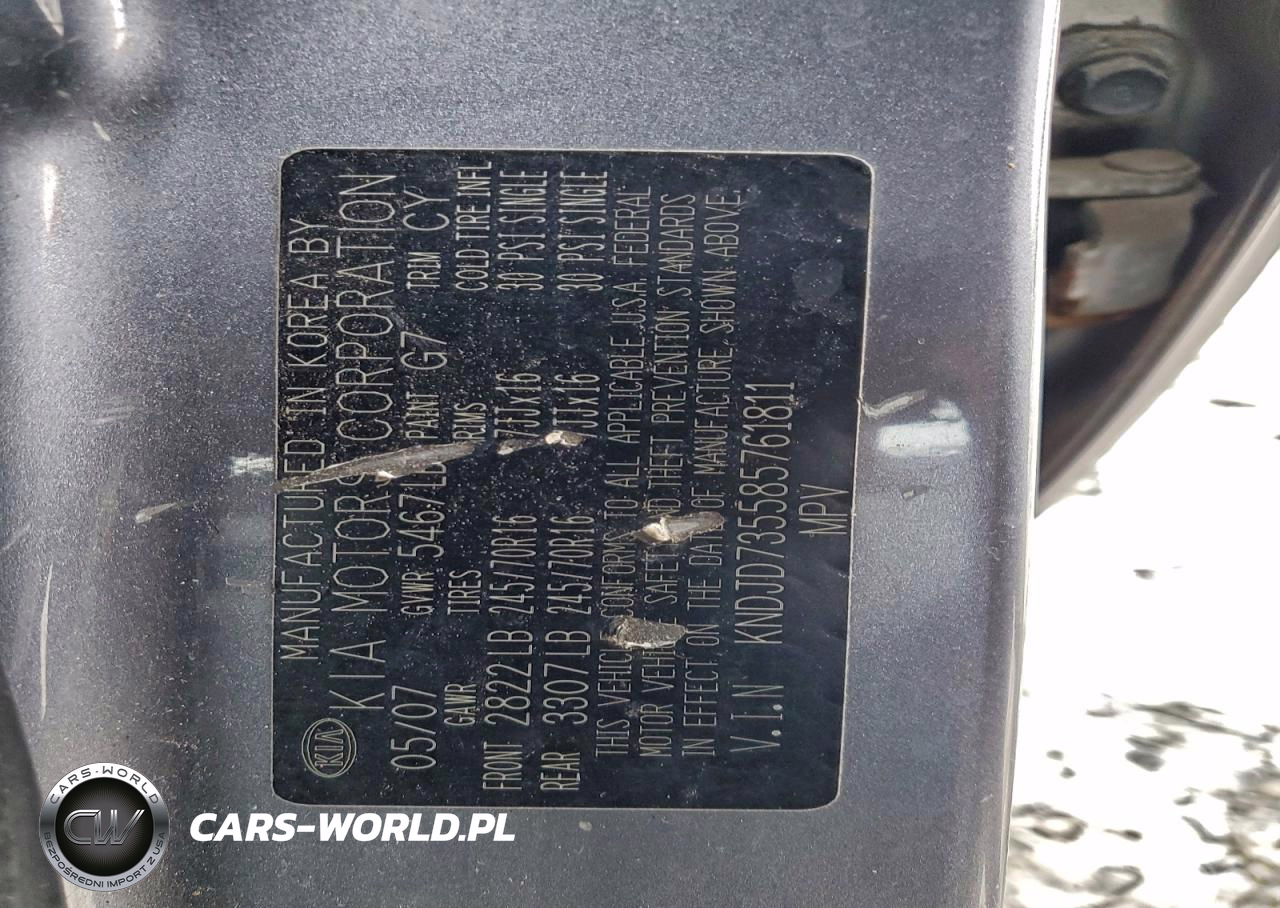 MANUFACTURED IN KOREA BY
KIA KIA MOTORS CORPORATION
05/07 GVWR 5467LB PAINT G7 TRIM CY
GAWR TIRES RIMS COLD TIRE INFL
FRONT 2822LB 245/70R16 7JJx16 30 PSI SINGLE
REAR 3307LB 245/70R16 7JJx16 30 PSI SINGLE
THIS VEHICLE CONFORMS TO ALL APPLICABLE U.S.A. FEDERAL
MOTOR VEHICLE SAFETY AND THEFT PREVENTION STANDARDS
IN EFFECT ON THE DATE OF MANUFACTURE SHOWN ABOVE.
V.I.N KNDJD735585761811
MPV
CARS-WORLD
CW
BEZPOŚREDNI IMPORT Z USA
CARS-WORLD.PL